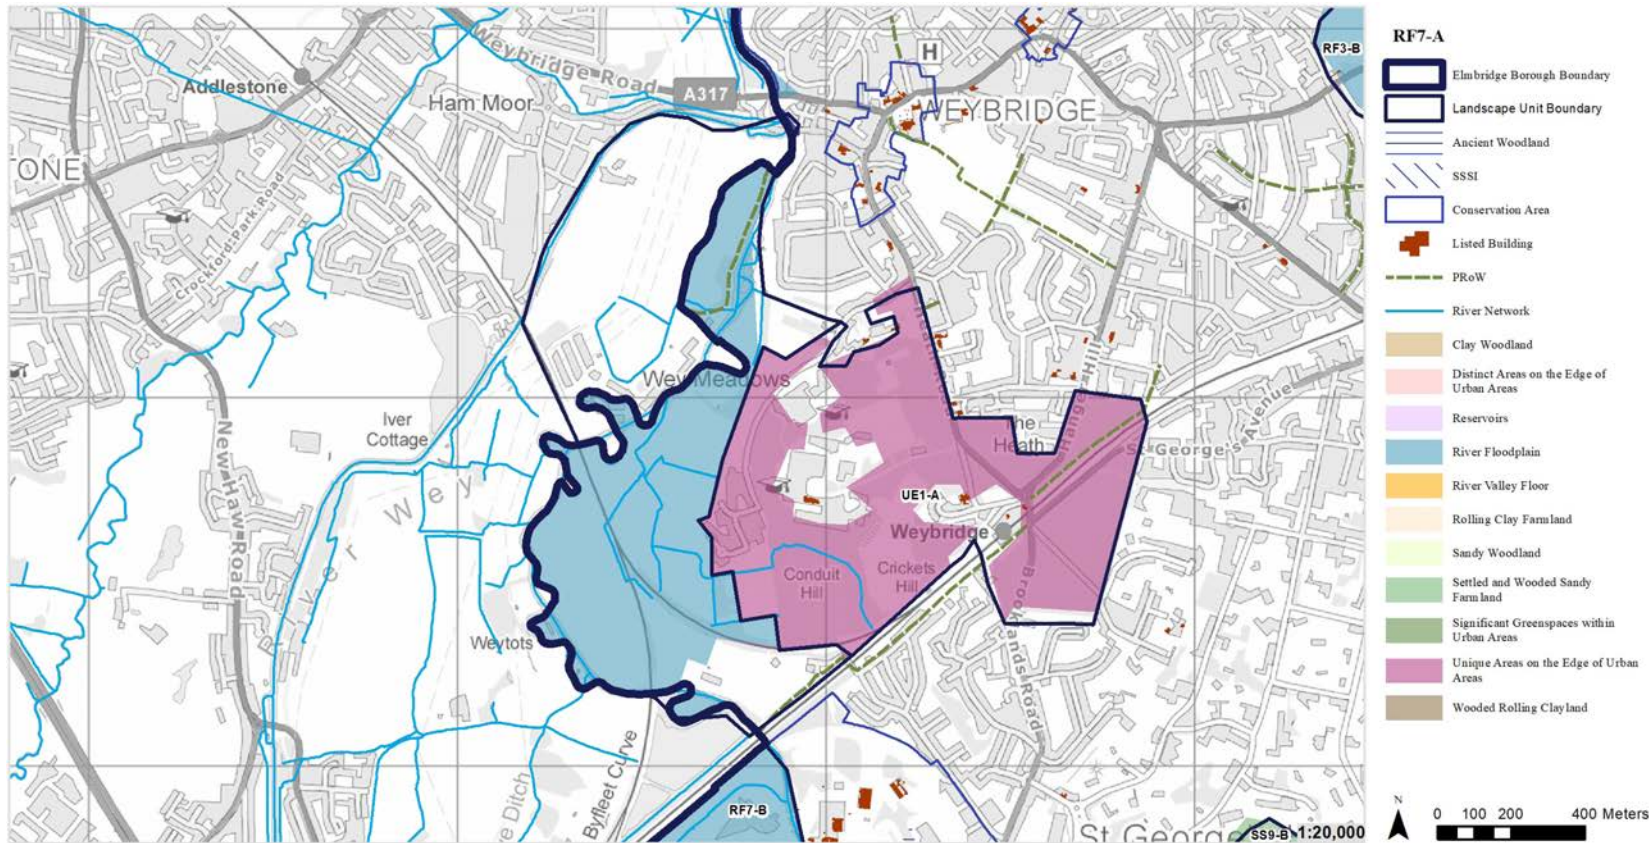 RF7-A
Elmbridge Borough Boundary
Landscape Unit Boundary
Ancient Woodland
SSSI
Conservation Area
Listed Building
PRoW
River Network
Clay Woodland
Distinct Areas on the Edge of
Urban Areas
Reservoirs
River Floodplain
River Valley Floor
Rolling Clay Farmland
Sandy Woodland
Settled and Wooded Sandy
Farmland
Significant Greenspaces within
Urban Areas
Unique Areas on the Edge of Urban
Areas
Wooded Rolling Clayland
N
0 100 200 400 Meters
1:20,000
Weybridge Road
A317
H
RF3-B
Addlestone
Ham Moor
WEYBRIDGE
TONE
Crockford Park Road
Wey Meadows
Iver
Cottage
The
Heath
Hanger Hill
St George's Avenue
New Haw Road
River Wey
UE1-A
Weybridge
Conduit
Hill
Crickets
Hill
Weytots
Brooklands Road
Byfleet Curve
e Ditch
RF7-B
St George
SS9-B